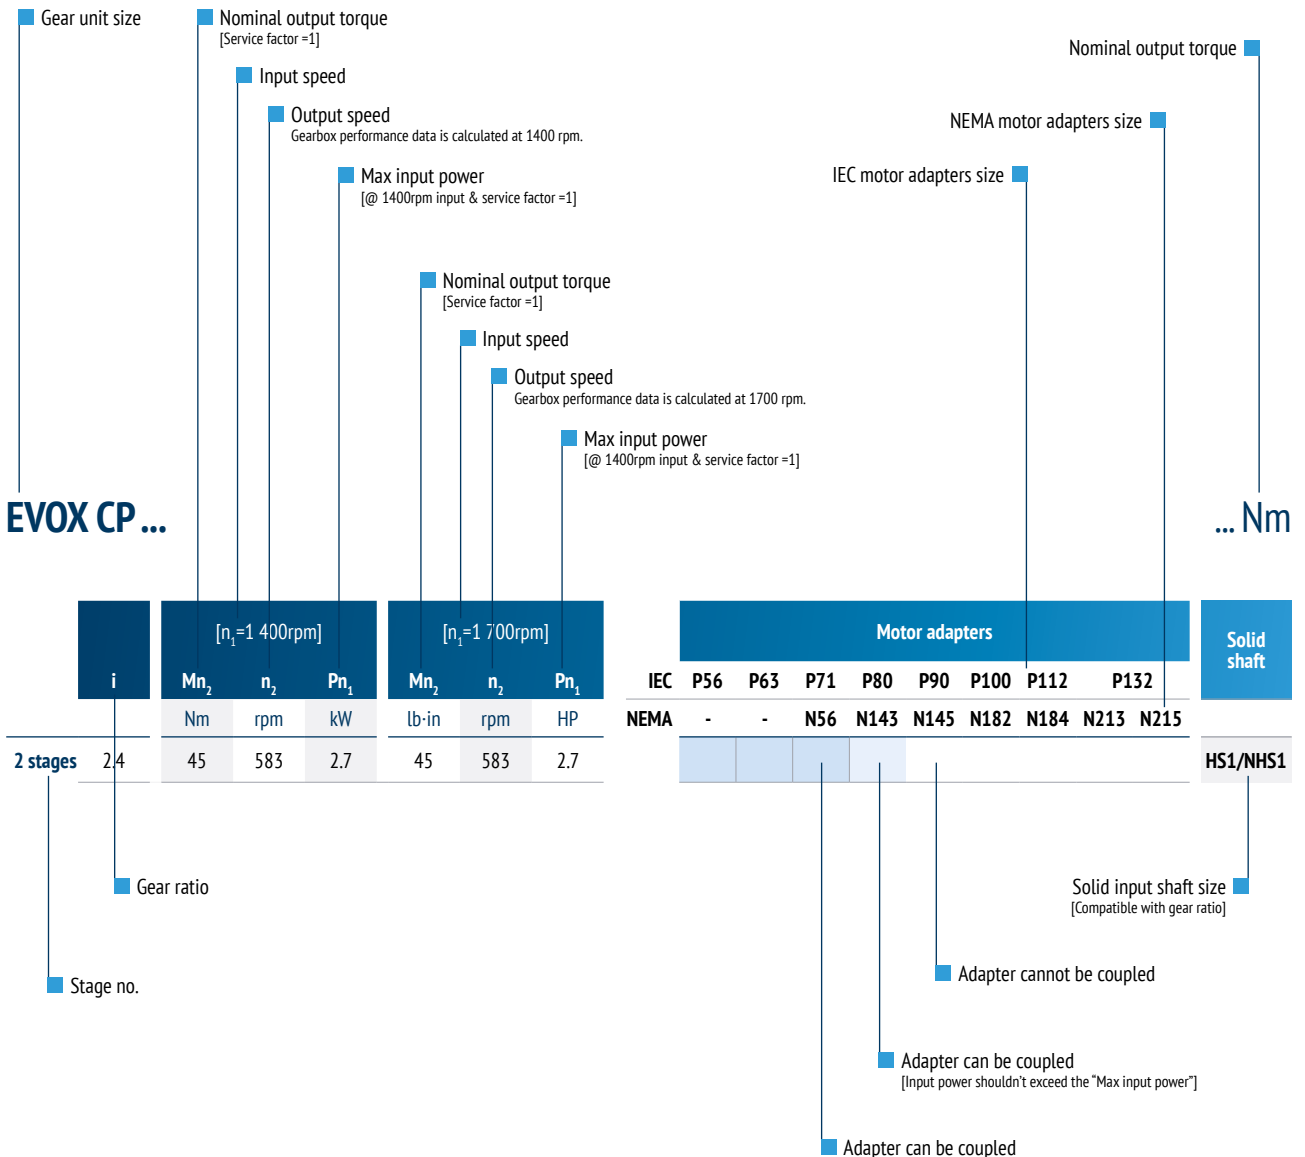 Gear unit size
Nominal output torque
[Service factor =1]
Input speed
Output speed
Gearbox performance data is calculated at 1400 rpm.
Max input power
[@ 1400rpm input & service factor =1]
Nominal output torque
NEMA motor adapters size
IEC motor adapters size
Nominal output torque
[Service factor =1]
Input speed
Output speed
Gearbox performance data is calculated at 1700 rpm.
Max input power
[@ 1400rpm input & service factor =1]
EVOX CP ...
... Nm
[n1=1 400rpm] [n1=1 700rpm] Motor adapters Solid shaft
i Mn2 n2 Pn1 Mn2 n2 Pn1 IEC P56 P63 P71 P80 P90 P100 P112 P132
Nm rpm kW lb·in rpm HP NEMA - - N56 N143 N145 N182 N184 N213 N215
2 stages 2.4 45 583 2.7 45 583 2.7 HS1/NHS1
Gear ratio
Solid input shaft size
[Compatible with gear ratio]
Stage no.
Adapter cannot be coupled
Adapter can be coupled
[Input power shouldn't exceed the “Max input power”]
Adapter can be coupled